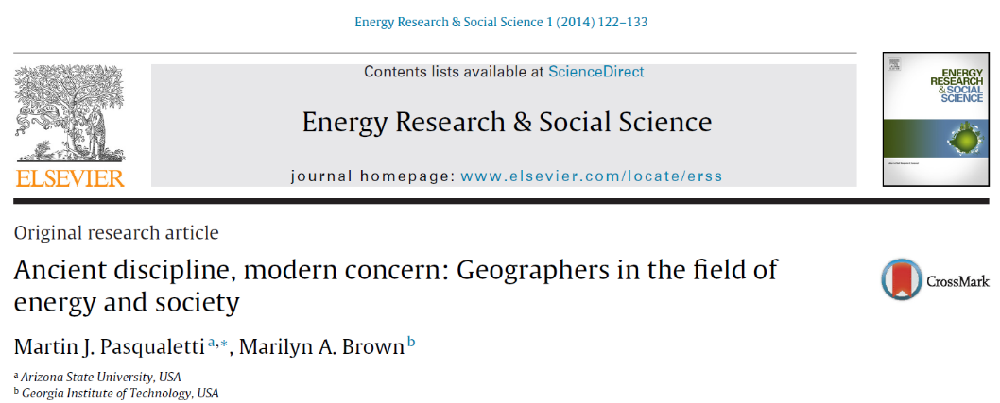 Energy Research & Social Science 1 (2014) 122–133
Contents lists available at ScienceDirect
Energy Research & Social Science
journal homepage: www.elsevier.com/locate/erss
ELSEVIER
ENERGY
RESEARCH
& SOCIAL
SCIENCE
Original research article
Ancient discipline, modern concern: Geographers in the field of
energy and society
CrossMark
Martin J. Pasqualetti a,*, Marilyn A. Brown b
a Arizona State University, USA
b Georgia Institute of Technology, USA